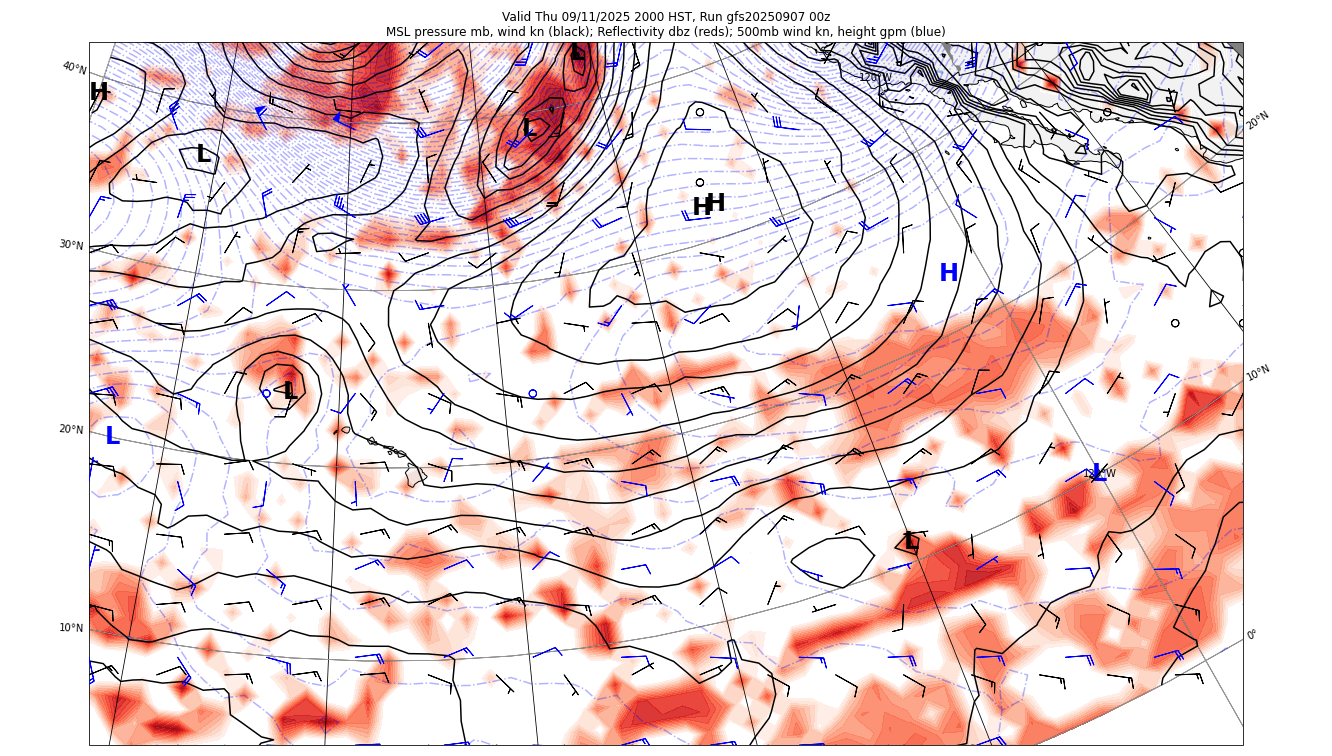 Valid Thu 09/11/2025 2000 HST, Run gfs20250907 00z
MSL pressure mb, wind kn (black); Reflectivity dbz (reds); 500mb wind kn, height gpm (blue)
L
40°N
120°W
H
20°N
L
L
H H
30°N
H
10°N
L
20°N
L
L
120°W
L
10°N
0°